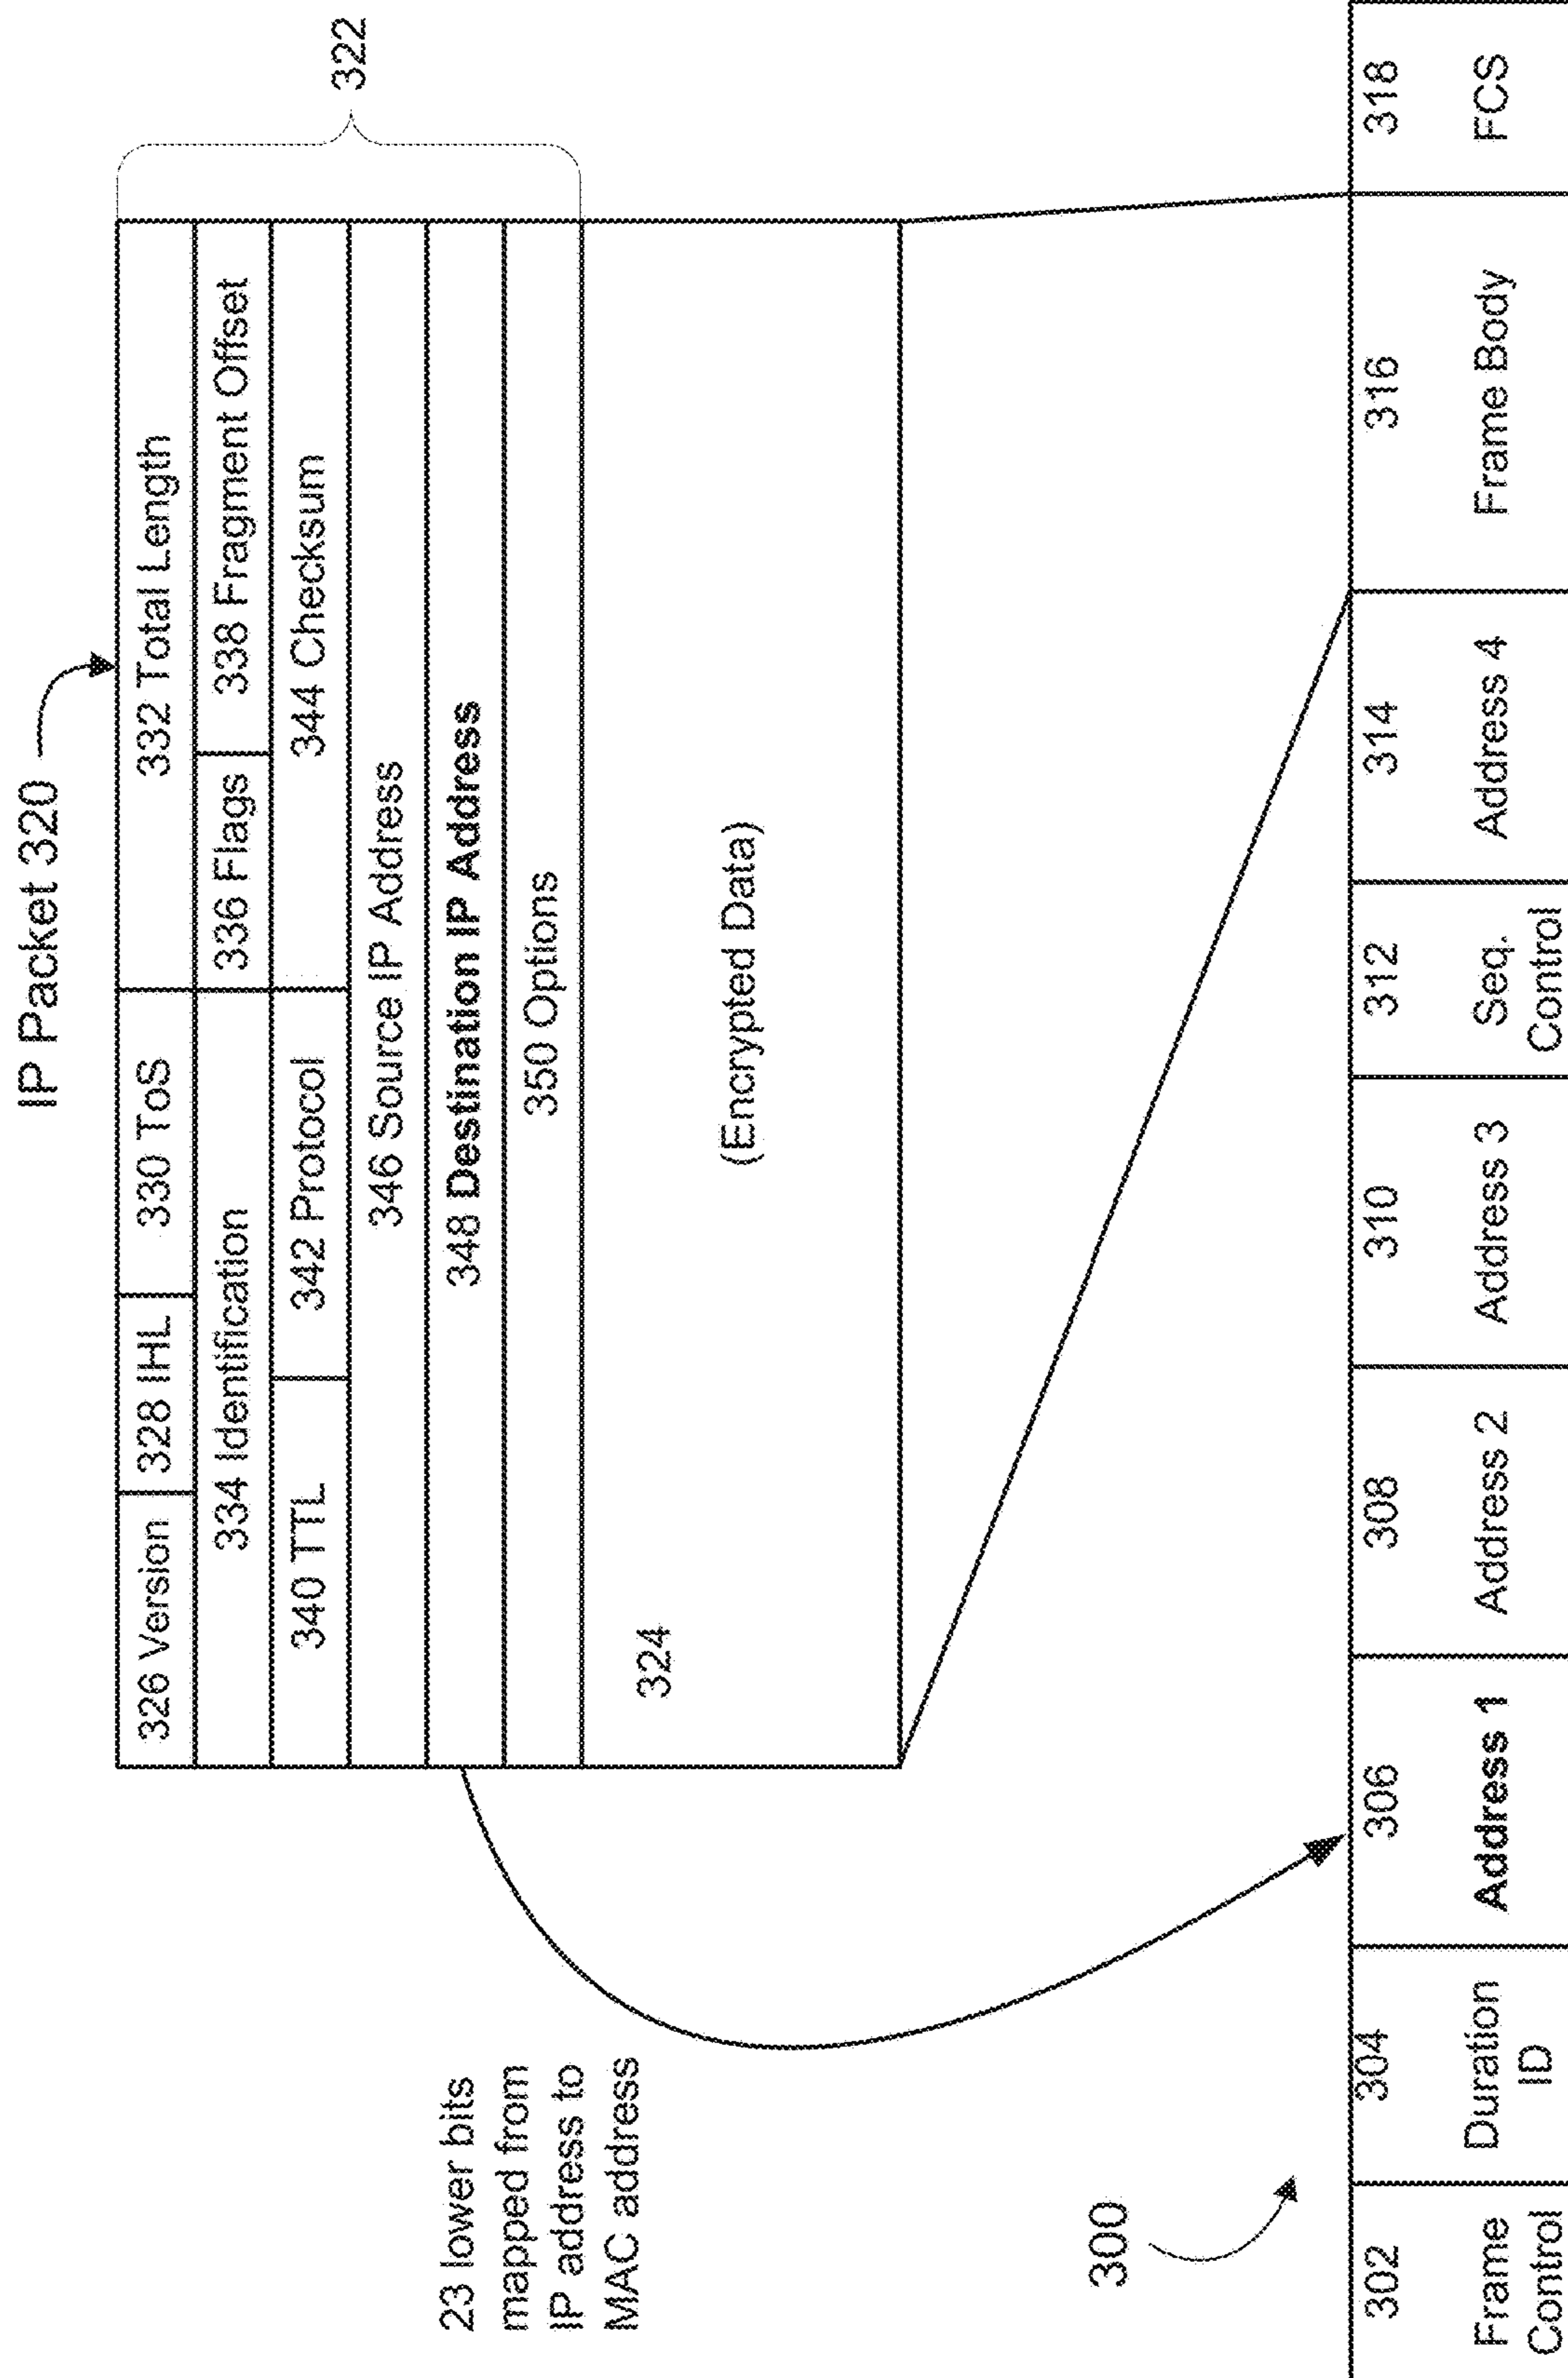 IP Packet 320
326 Version
328 IHL
330 ToS
332 Total Length
334 Identification
336 Flags
338 Fragment Offset
340 TTL
342 Protocol
344 Checksum
346 Source IP Address
348 Destination IP Address
350 Options
322
324
(Encrypted Data)
23 lower bits
mapped from
IP address to
MAC address
300
302
Frame
Control
304
Duration
ID
306
Address 1
308
Address 2
310
Address 3
312
Seq.
Control
314
Address 4
316
Frame Body
318
FCS